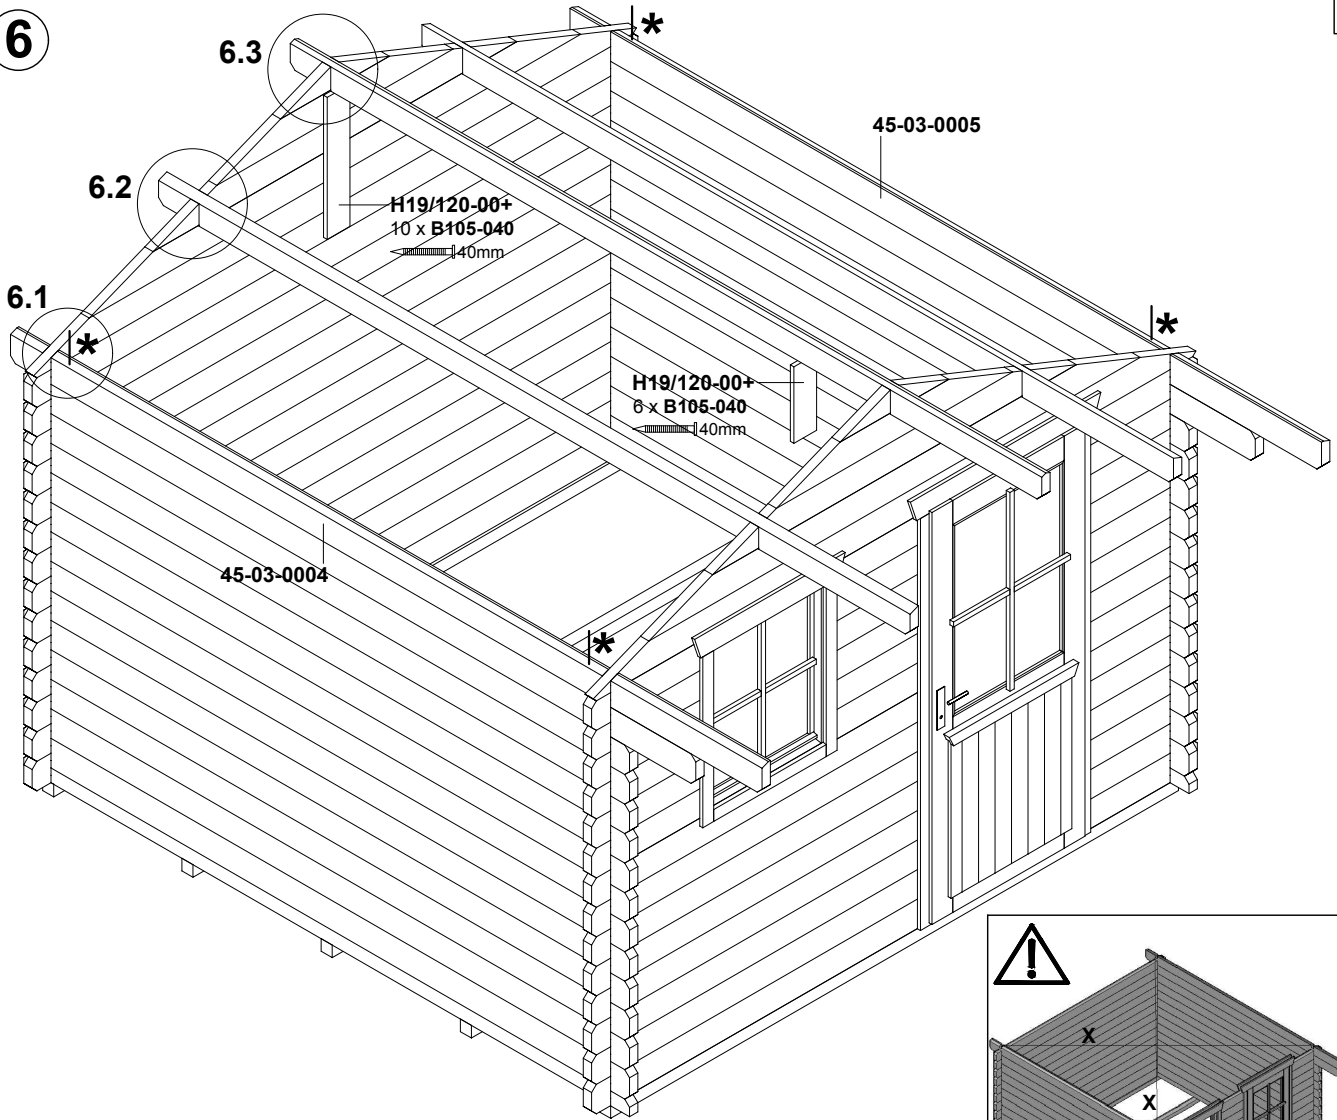 6
6.3
*
45-03-0005
6.2
H19/120-00+
10 x B105-040
40mm
6.1
*
*
H19/120-00+
6 x B105-040
40mm
45-03-0004
*
X
X